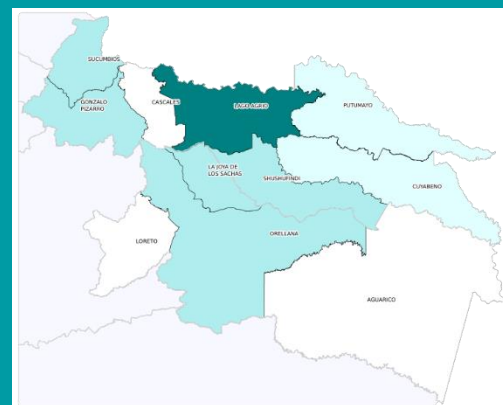 SUCUMBIOS
GONZALO
PIZARRO
CASCALES
LAGO AGRIO
PUTUMAYO
LA JOYA DE
LOS SACHAS
SHUSHUFINDI
CUYABENO
ORELLANA
LORETO
AGUARICO